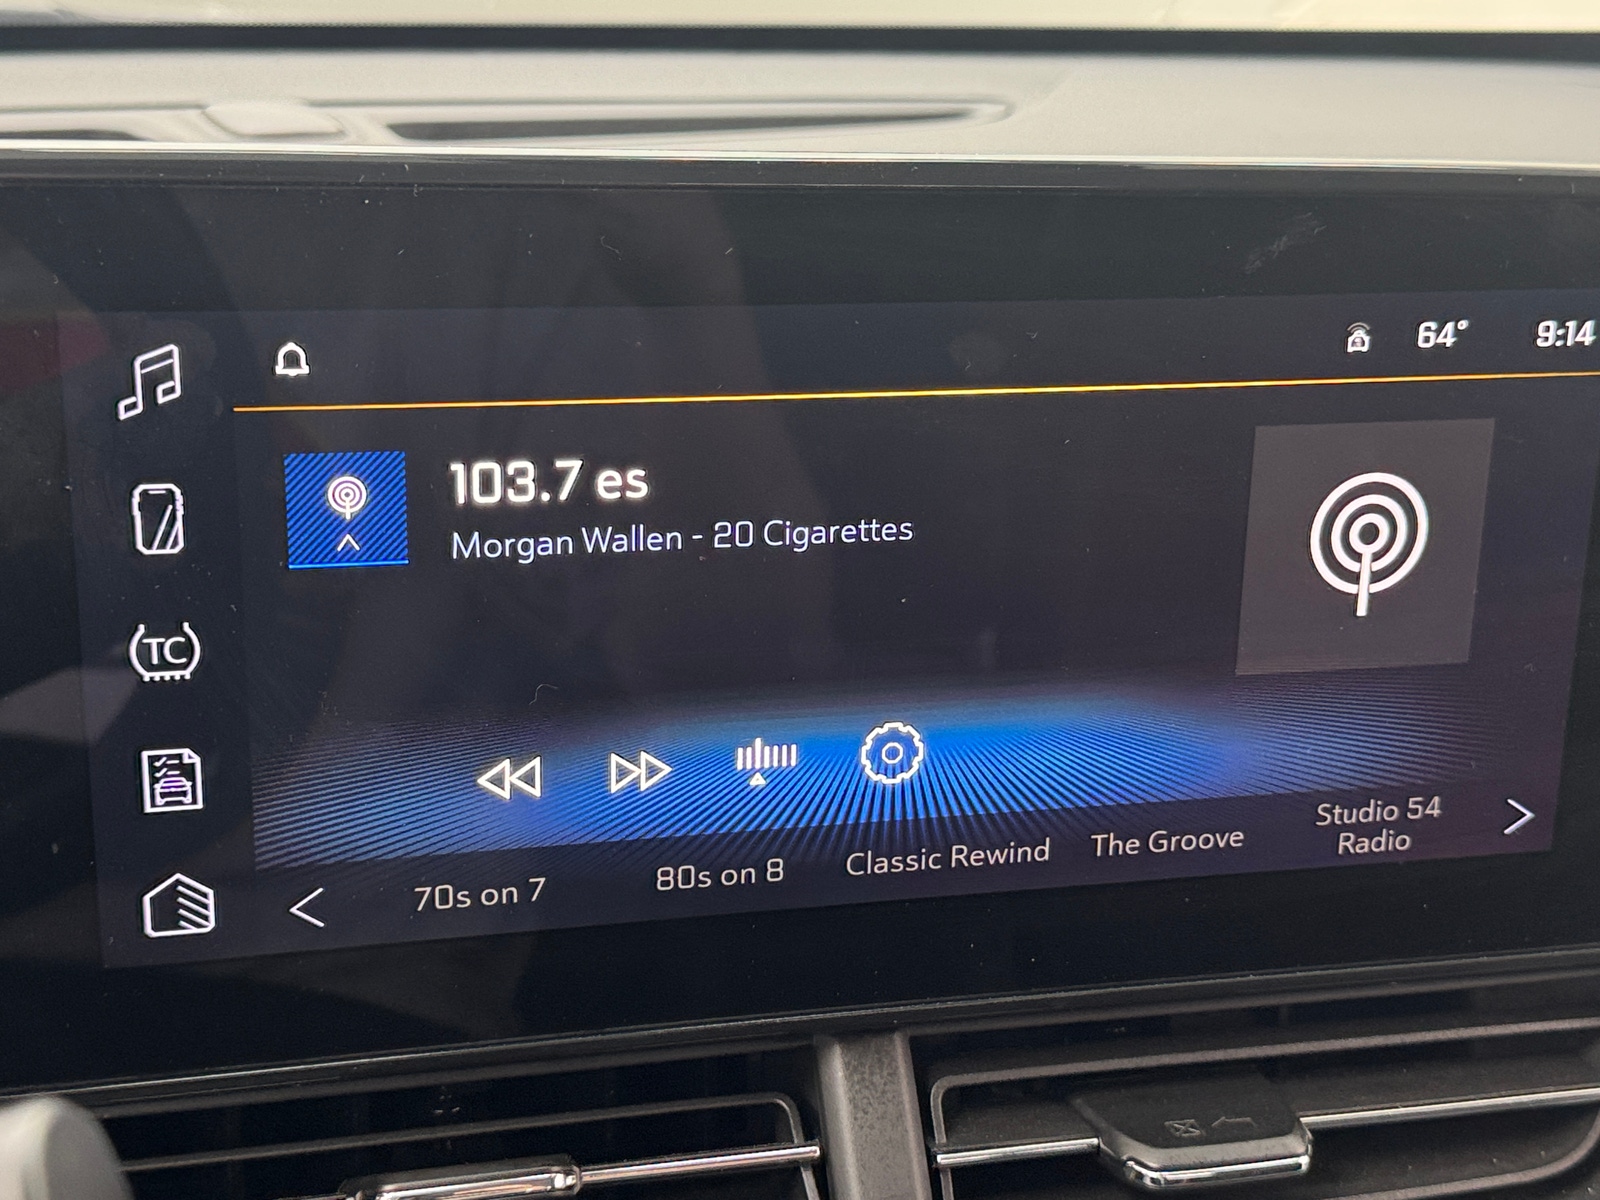 64°
9:14
103.7 es
Morgan Wallen - 20 Cigarettes
TC
70s on 7
80s on 8
Classic Rewind
The Groove
Studio 54
Radio